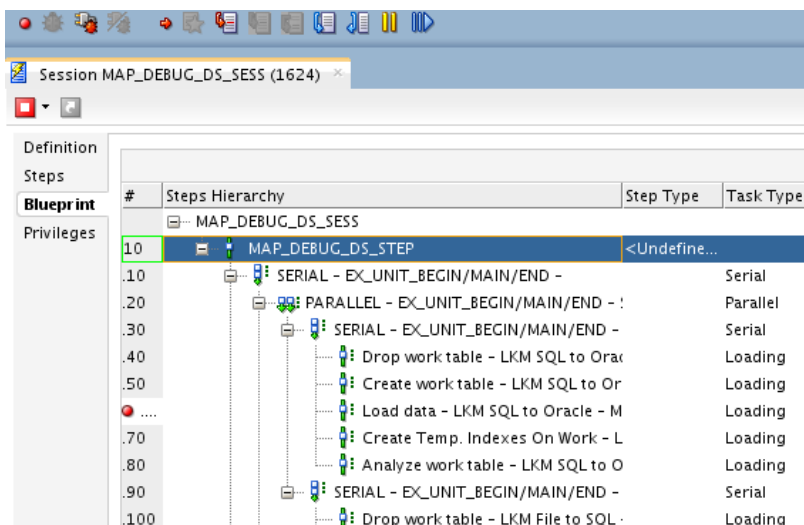 Session MAP_DEBUG_DS_SESS (1624) ×
Definition
Steps
Blueprint
Privileges
# Steps Hierarchy Step Type Task Type
MAP_DEBUG_DS_SESS
10 MAP_DEBUG_DS_STEP <Undefine...
.10 SERIAL - EX_UNIT_BEGIN/MAIN/END - Serial
.20 PARALLEL - EX_UNIT_BEGIN/MAIN/END - Parallel
.30 SERIAL - EX_UNIT_BEGIN/MAIN/END - Serial
.40 Drop work table - LKM SQL to Orac Loading
.50 Create work table - LKM SQL to Or Loading
.... Load data - LKM SQL to Oracle - M Loading
.70 Create Temp. Indexes On Work - L Loading
.80 Analyze work table - LKM SQL to O Loading
.90 SERIAL - EX_UNIT_BEGIN/MAIN/END - Serial
.100 Drop work table - LKM File to SQL - Loading